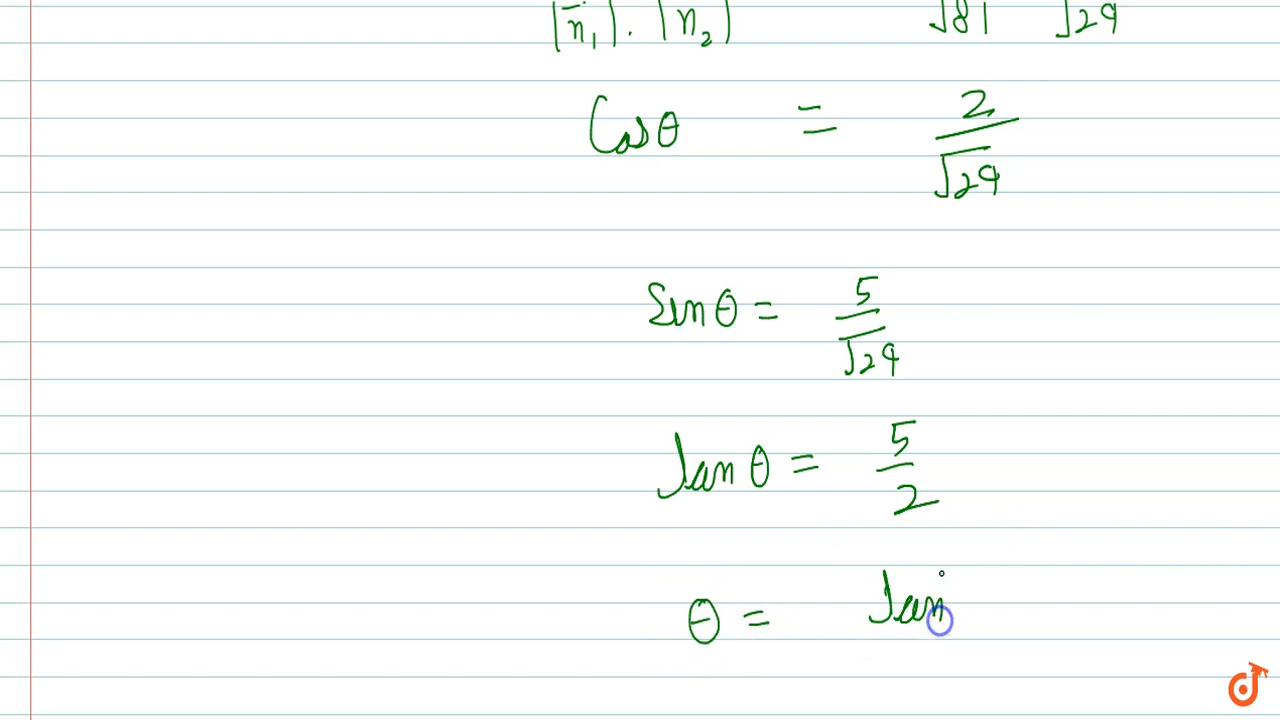 |n̅₁| . |n₂| √81 √29
Cosθ = 2/√29
Sinθ = 5/√29
Tanθ = 5/2
θ = Tan